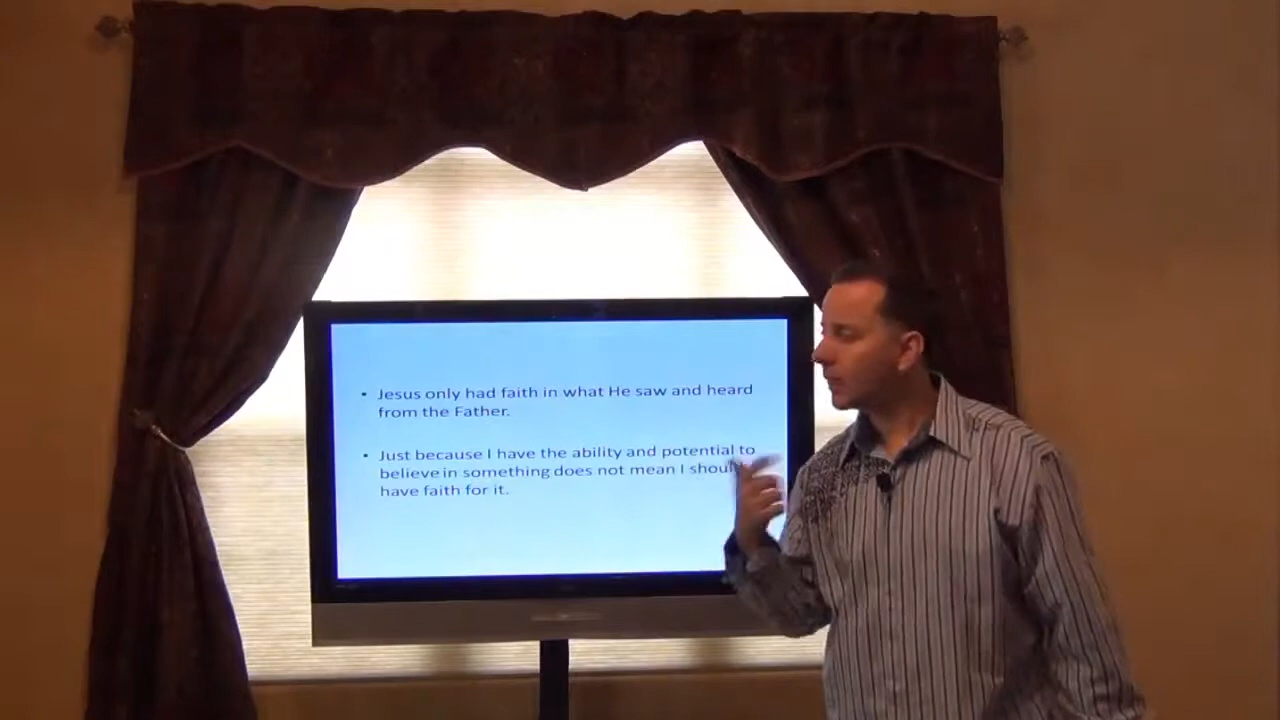 • Jesus only had faith in what He saw and heard
from the Father.
• Just because I have the ability and potential to
believe in something does not mean I should
have faith for it.